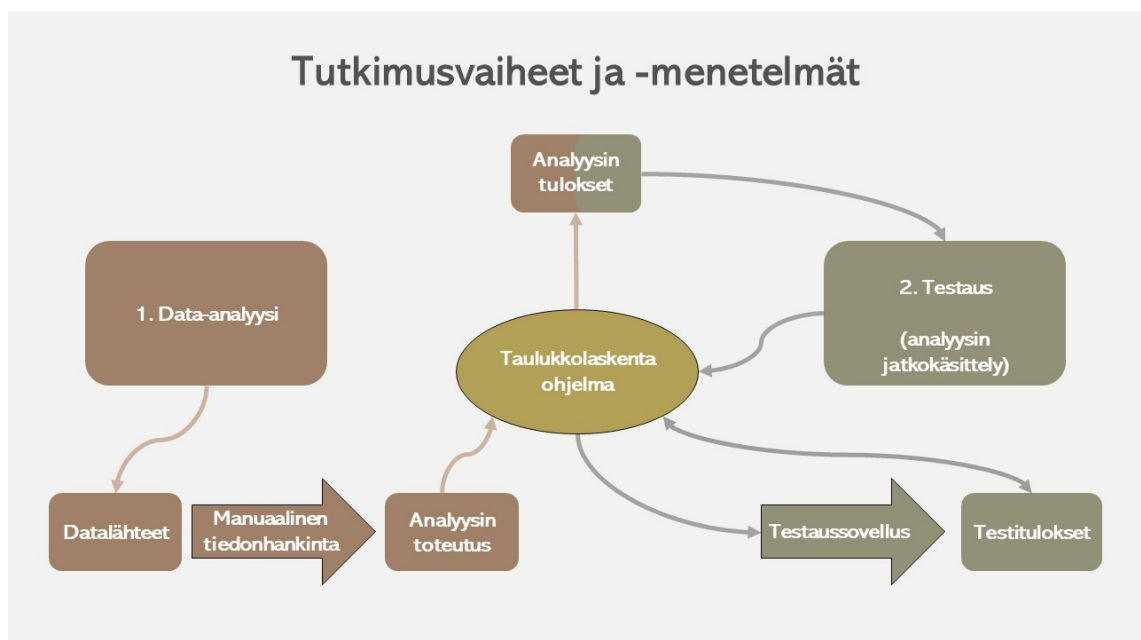 Tutkimusvaiheet ja -menetelmät
Analyysin
tulokset
1. Data-analyysi
2. Testaus
(analyysin
jatkokäsittely)
Taulukkolaskenta
ohjelma
Datalähteet
Manuaalinen
tiedonhankinta
Analyysin
toteutus
Testaussovellus
Testitulokset